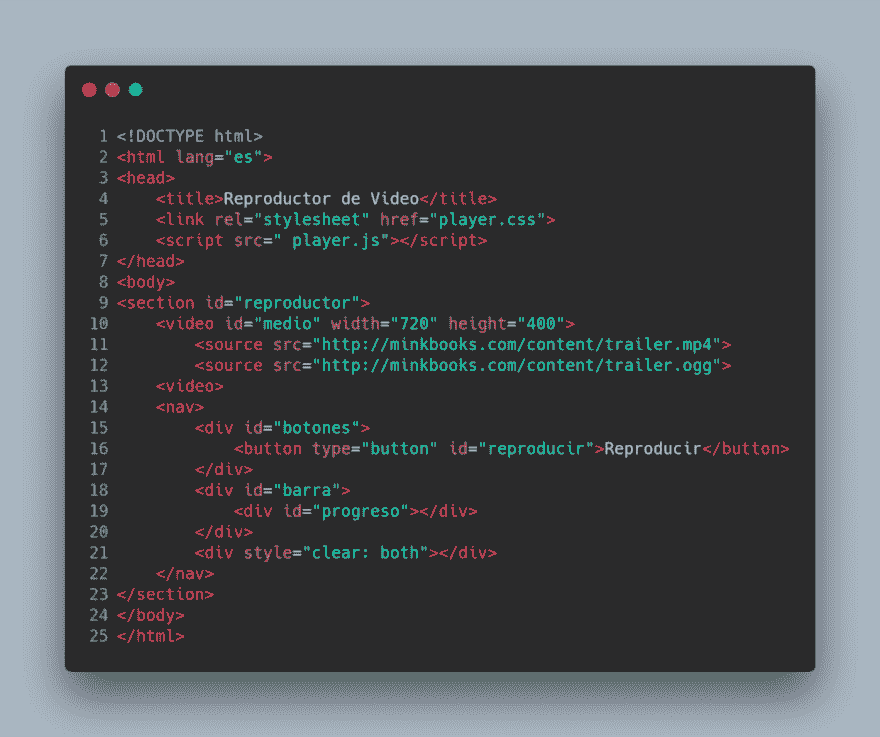 1 <!DOCTYPE html>
2 <html lang="es">
3 <head>
4     <title>Reproductor de Video</title>
5     <link rel="stylesheet" href="player.css">
6     <script src=" player.js"></script>
7 </head>
8 <body>
9 <section id="reproductor">
10     <video id="medio" width="720" height="400">
11         <source src="http://minkbooks.com/content/trailer.mp4">
12         <source src="http://minkbooks.com/content/trailer.ogg">
13     <video>
14     <nav>
15         <div id="botones">
16             <button type="button" id="reproducir">Reproducir</button>
17         </div>
18         <div id="barra">
19             <div id="progreso"></div>
20         </div>
21         <div style="clear: both"></div>
22     </nav>
23 </section>
24 </body>
25 </html>